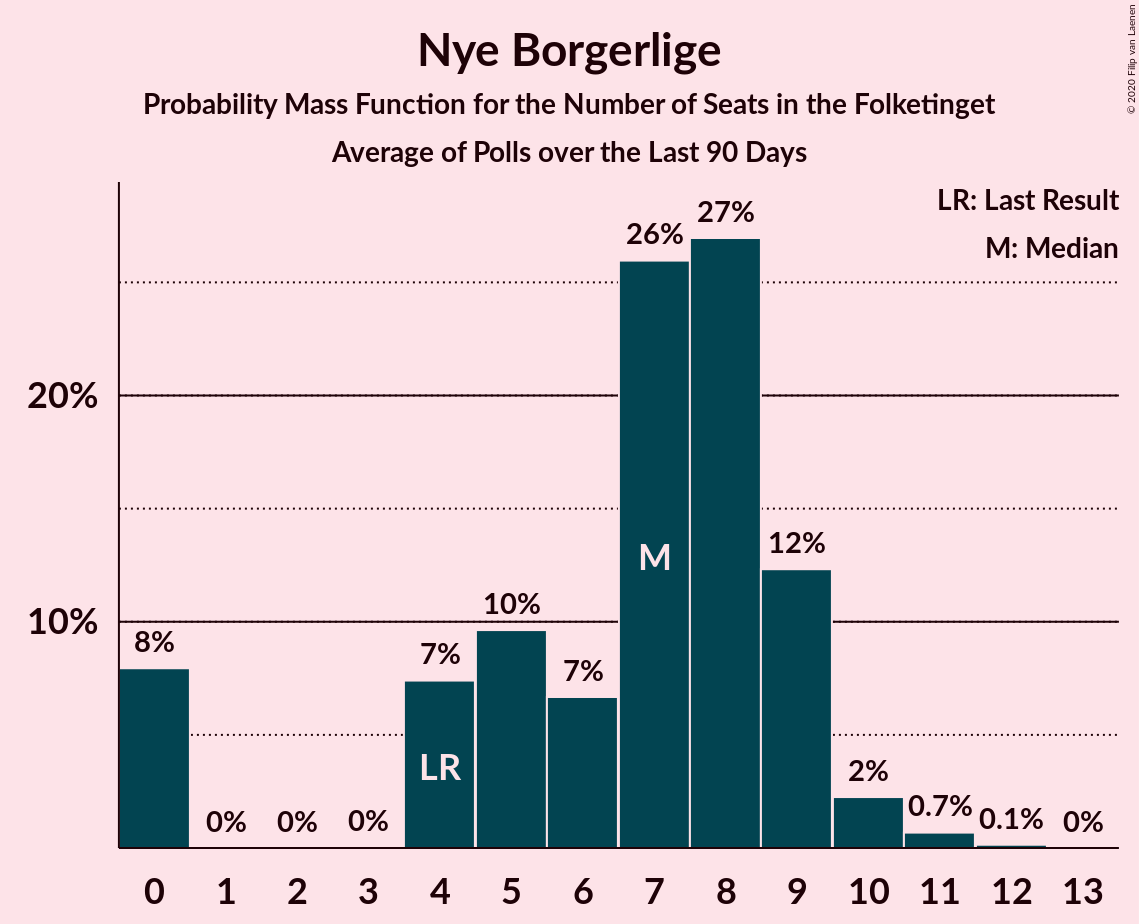 Nye Borgerlige
Probability Mass Function for the Number of Seats in the Folketinget
Average of Polls over the Last 90 Days
© 2020 Filip van Laenen
LR: Last Result
M: Median
20%
10%
8%
0%
0%
0%
7%
10%
7%
26%
27%
12%
2%
0.7%
0.1%
0%
LR
M
0 1 2 3 4 5 6 7 8 9 10 11 12 13